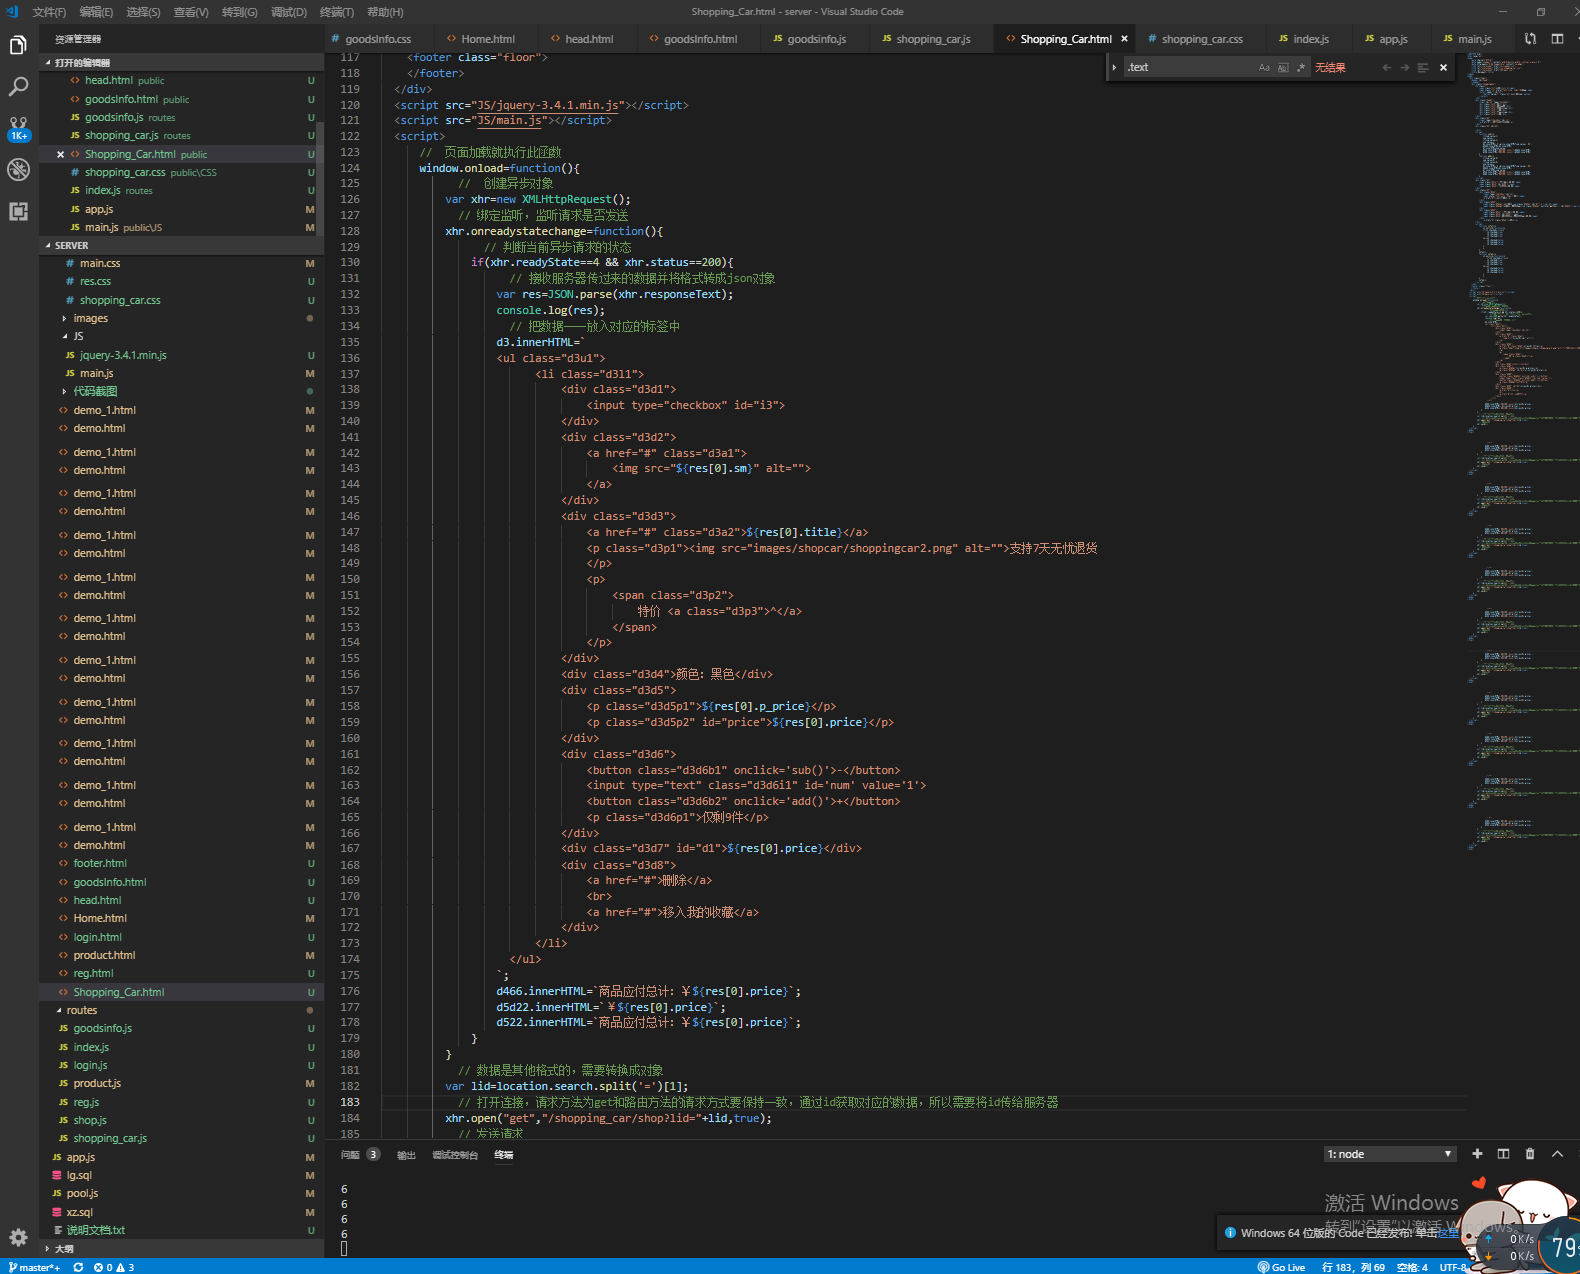 文件(F) 编辑(E) 选择(S) 查看(V) 转到(G) 调试(D) 终端(T) 帮助(H)
Shopping_Car.html - server - Visual Studio Code
资源管理器
打开的编辑器
head.html public U
goodsInfo.html public U
goodsinfo.js routes U
shopping_car.js routes U
Shopping_Car.html public U
shopping_car.css public\CSS U
index.js routes U
app.js M
main.js public\JS M
1K+
SERVER
main.css M
res.css U
shopping_car.css U
images
JS
jquery-3.4.1.min.js U
main.js M
代码截图
demo_1.html M
demo.html M
demo_1.html M
demo.html M
demo_1.html M
demo.html M
demo_1.html M
demo.html M
demo_1.html M
demo.html M
demo_1.html M
demo.html M
demo_1.html M
demo.html M
demo_1.html M
demo.html M
demo_1.html M
demo.html M
demo_1.html M
demo.html M
demo_1.html M
demo.html M
footer.html U
goodsInfo.html U
head.html U
Home.html M
login.html U
product.html M
reg.html U
Shopping_Car.html U
routes
goodsinfo.js U
index.js U
login.js U
product.js M
reg.js U
shop.js U
shopping_car.js U
app.js M
lg.sql M
pool.js M
xz.sql M
说明文档.txt U
大纲
goodsInfo.css Home.html head.html goodsInfo.html goodsinfo.js shopping_car.js Shopping_Car.html shopping_car.css index.js app.js main.js
.text Aa 无结果
117 <footer class="floor">
118 </footer>
119 </div>
120 <script src="JS/jquery-3.4.1.min.js"></script>
121 <script src="JS/main.js"></script>
122 <script>
123 // 页面加载就执行此函数
124 window.onload=function(){
125 // 创建异步对象
126 var xhr=new XMLHttpRequest();
127 // 绑定监听，监听请求是否发送
128 xhr.onreadystatechange=function(){
129 // 判断当前异步请求的状态
130 if(xhr.readyState==4 && xhr.status==200){
131 // 接收服务器传过来的数据并将格式转成json对象
132 var res=JSON.parse(xhr.responseText);
133 console.log(res);
134 // 把数据一一放入对应的标签中
135 d3.innerHTML=`
136 <ul class="d3u1">
137 <li class="d3l1">
138 <div class="d3d1">
139 <input type="checkbox" id="i3">
140 </div>
141 <div class="d3d2">
142 <a href="#" class="d3a1">
143 <img src="${res[0].sm}" alt="">
144 </a>
145 </div>
146 <div class="d3d3">
147 <a href="#" class="d3a2">${res[0].title}</a>
148 <p class="d3p1"><img src="images/shopcar/shoppingcar2.png" alt="">支持7天无忧退货
149 </p>
150 <p>
151 <span class="d3p2">
152 特价 <a class="d3p3">^</a>
153 </span>
154 </p>
155 </div>
156 <div class="d3d4">颜色: 黑色</div>
157 <div class="d3d5">
158 <p class="d3d5p1">${res[0].p_price}</p>
159 <p class="d3d5p2" id="price">${res[0].price}</p>
160 </div>
161 <div class="d3d6">
162 <button class="d3d6b1" onclick='sub()'>-</button>
163 <input type="text" class="d3d6i1" id='num' value='1'>
164 <button class="d3d6b2" onclick='add()'>+</button>
165 <p class="d3d6p1">仅剩9件</p>
166 </div>
167 <div class="d3d7" id="d1">${res[0].price}</div>
168 <div class="d3d8">
169 <a href="#">删除</a>
170 <br>
171 <a href="#">移入我的收藏</a>
172 </div>
173 </li>
174 </ul>
175 `;
176 d466.innerHTML=`商品应付总计: ￥${res[0].price}`;
177 d5d22.innerHTML=`￥${res[0].price}`;
178 d522.innerHTML=`商品应付总计: ￥${res[0].price}`;
179 }
180 }
181 // 数据是其他格式的，需要转换成对象
182 var lid=location.search.split('=')[1];
183 // 打开连接，请求方法为get和路由方法的请求方式要保持一致，通过id获取对应的数据，所以需要将id传给服务器
184 xhr.open("get","/shopping_car/shop?lid="+lid,true);
185 // 发送请求
问题 3 输出 调试控制台 终端
1: node
6
6
6
6
激活 Windows
转到"设置"以激活 Windows。
Windows 64 位版的 Code 已经发布! 单击这里
0K/s
0K/s
79
master*+ 0 3
Go Live 行 183，列 69 空格: 4 UTF-8